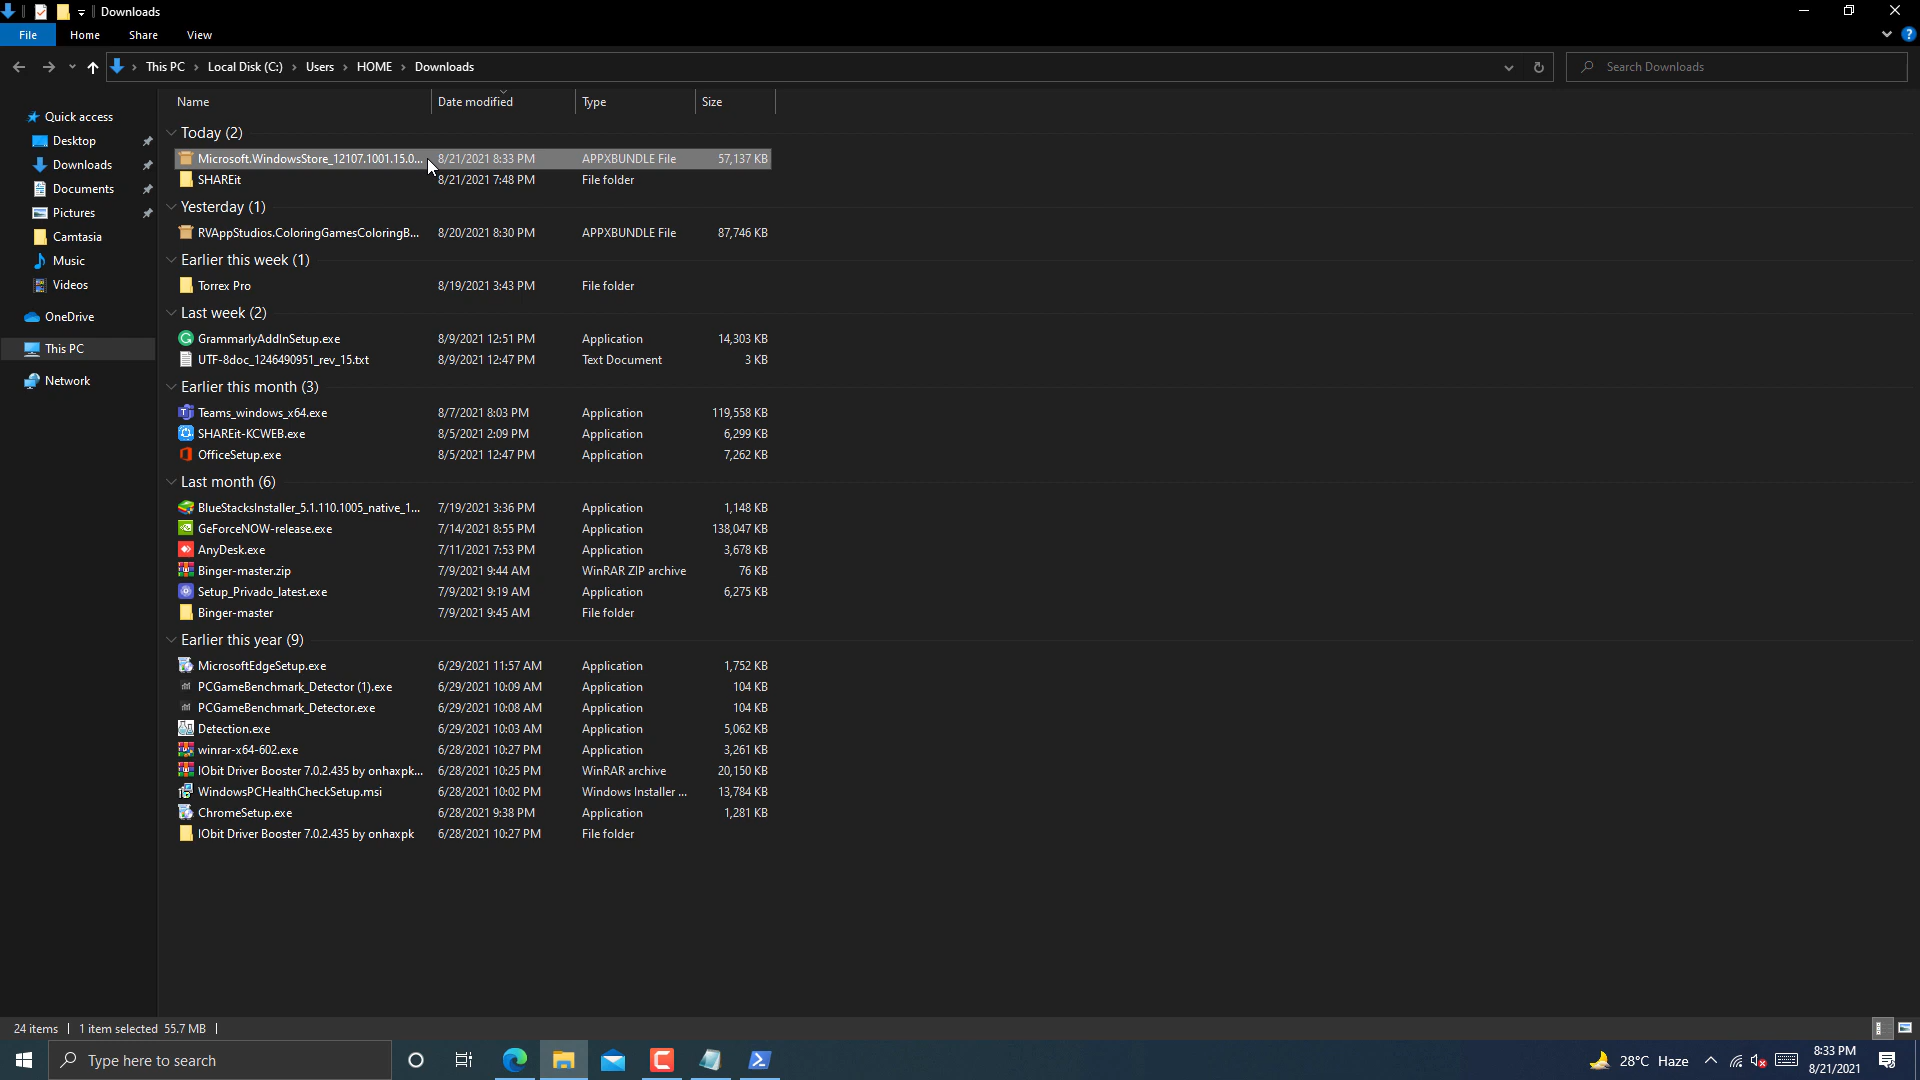 Downloads
File Home Share View
This PC Local Disk (C:) Users HOME Downloads
Search Downloads
Name Date modified Type Size
Quick access
Desktop
Downloads
Documents
Pictures
Camtasia
Music
Videos
OneDrive
This PC
Network
Today (2)
Microsoft.WindowsStore_12107.1001.15.0... 8/21/2021 8:33 PM APPXBUNDLE File 57,137 KB
SHAREit 8/21/2021 7:48 PM File folder
Yesterday (1)
RVAppStudios.ColoringGamesColoringB... 8/20/2021 8:30 PM APPXBUNDLE File 87,746 KB
Earlier this week (1)
Torrex Pro 8/19/2021 3:43 PM File folder
Last week (2)
GrammarlyAddInSetup.exe 8/9/2021 12:51 PM Application 14,303 KB
UTF-8doc_1246490951_rev_15.txt 8/9/2021 12:47 PM Text Document 3 KB
Earlier this month (3)
Teams_windows_x64.exe 8/7/2021 8:03 PM Application 119,558 KB
SHAREit-KCWEB.exe 8/5/2021 2:09 PM Application 6,299 KB
OfficeSetup.exe 8/5/2021 12:47 PM Application 7,262 KB
Last month (6)
BlueStacksInstaller_5.1.110.1005_native_1... 7/19/2021 3:36 PM Application 1,148 KB
GeForceNOW-release.exe 7/14/2021 8:55 PM Application 138,047 KB
AnyDesk.exe 7/11/2021 7:53 PM Application 3,678 KB
Binger-master.zip 7/9/2021 9:44 AM WinRAR ZIP archive 76 KB
Setup_Privado_latest.exe 7/9/2021 9:19 AM Application 6,275 KB
Binger-master 7/9/2021 9:45 AM File folder
Earlier this year (9)
MicrosoftEdgeSetup.exe 6/29/2021 11:57 AM Application 1,752 KB
PCGameBenchmark_Detector (1).exe 6/29/2021 10:09 AM Application 104 KB
PCGameBenchmark_Detector.exe 6/29/2021 10:08 AM Application 104 KB
Detection.exe 6/29/2021 10:03 AM Application 5,062 KB
winrar-x64-602.exe 6/28/2021 10:27 PM Application 3,261 KB
IObit Driver Booster 7.0.2.435 by onhaxpk... 6/28/2021 10:25 PM WinRAR archive 20,150 KB
WindowsPCHealthCheckSetup.msi 6/28/2021 10:02 PM Windows Installer ... 13,784 KB
ChromeSetup.exe 6/28/2021 9:38 PM Application 1,281 KB
IObit Driver Booster 7.0.2.435 by onhaxpk 6/28/2021 10:27 PM File folder
24 items 1 item selected 55.7 MB
Type here to search
28°C Haze
8:33 PM
8/21/2021